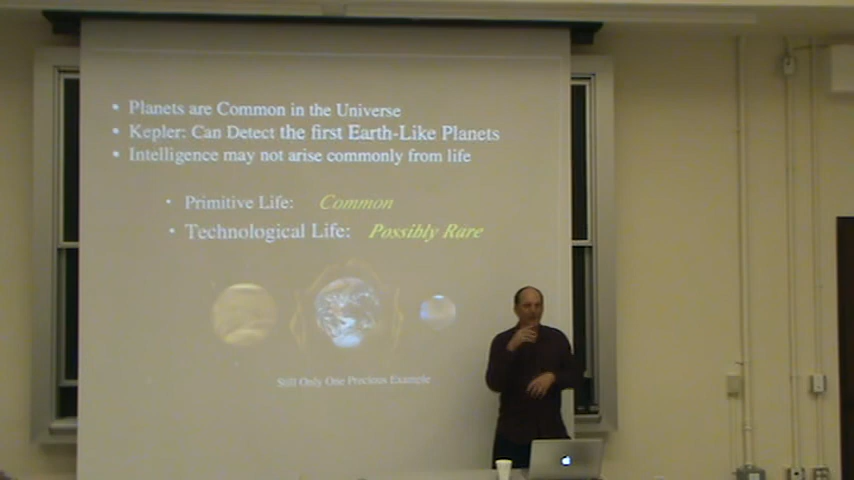 • Planets are Common in the Universe
• Kepler: Can Detect the first Earth-Like Planets
• Intelligence may not arise commonly from life
• Primitive Life: Common
• Technological Life: Possibly Rare
Still Only One Precious Example